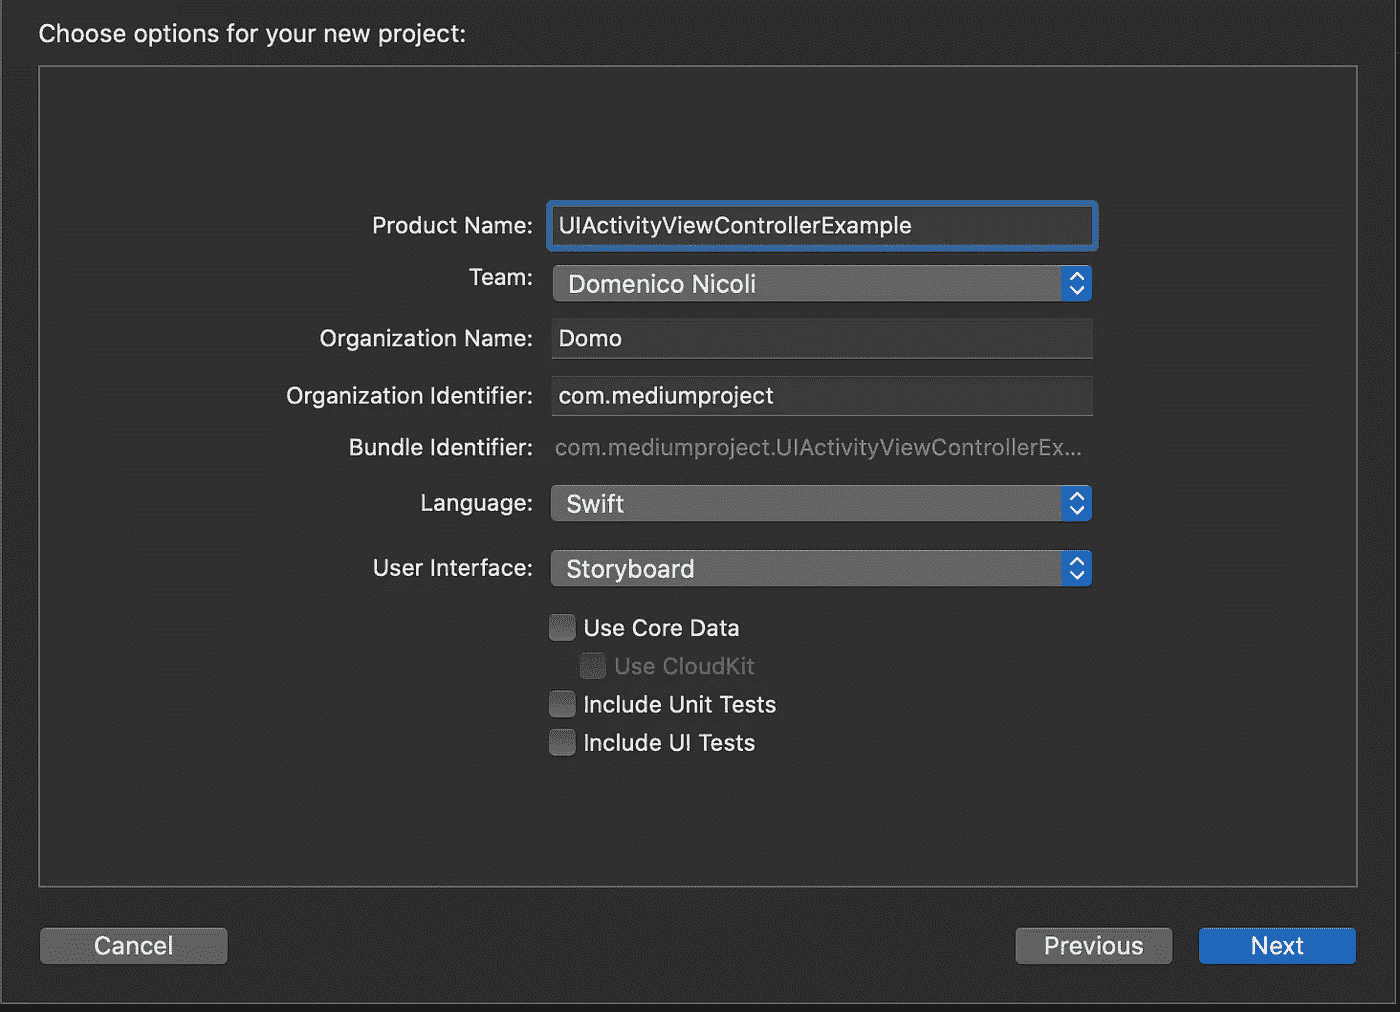 Choose options for your new project:
Product Name: UIActivityViewControllerExample
Team: Domenico Nicoli
Organization Name: Domo
Organization Identifier: com.mediumproject
Bundle Identifier: com.mediumproject.UIActivityViewControllerEx...
Language: Swift
User Interface: Storyboard
Use Core Data
Use CloudKit
Include Unit Tests
Include UI Tests
Cancel Previous Next